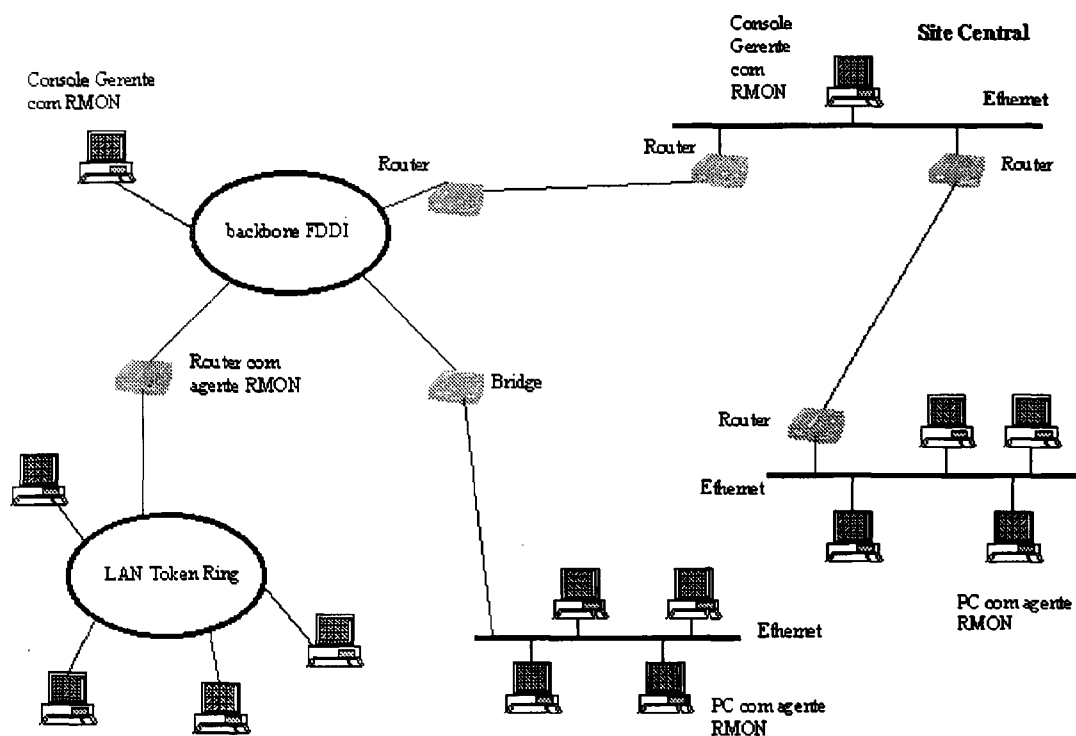 Console
Gerente
com
RMON
Site Central
Console Gerente
com RMON
Ethernet
Router
Router
Router
backbone FDDI
Router com
agente RMON
Bridge
Router
Ethernet
LAN Token Ring
PC com agente
RMON
Ethernet
PC com agente
RMON